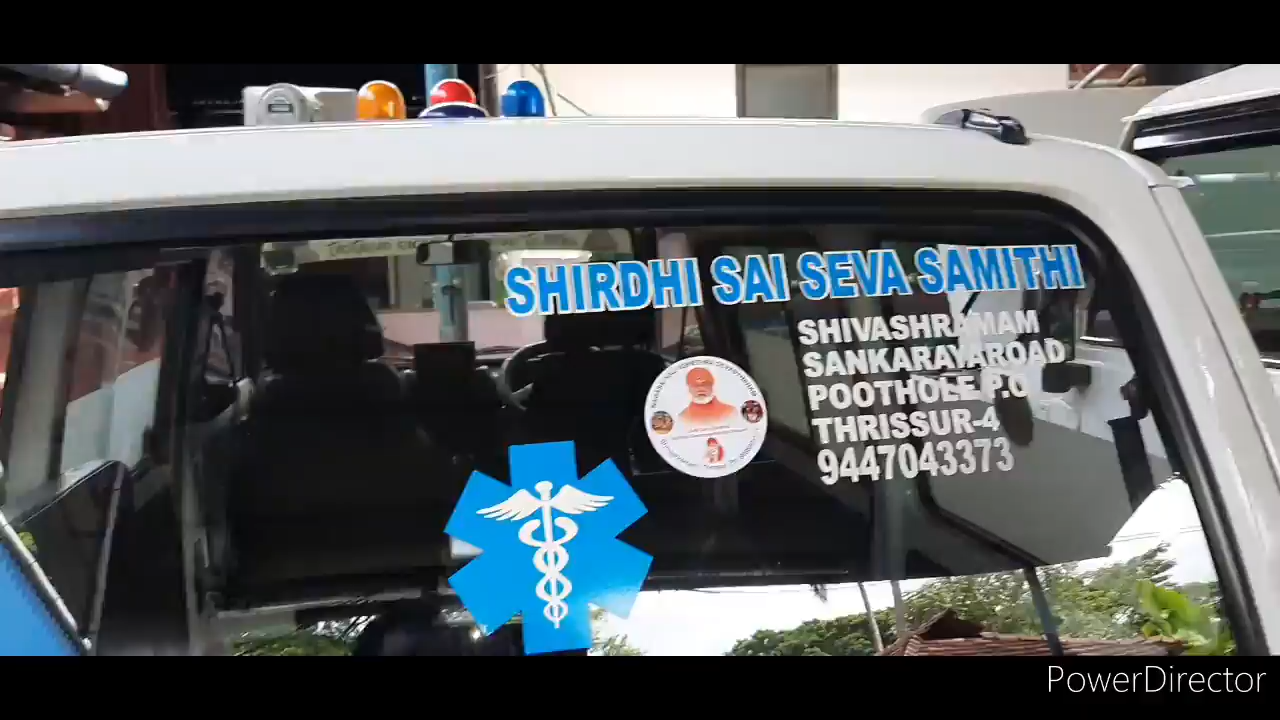 SHIRDHI SAI SEVA SAMITHI
SHIVASHRAMAM
SANKARAYAROAD
POOTHOLE P.O
THRISSUR-4
9447043373
PowerDirector